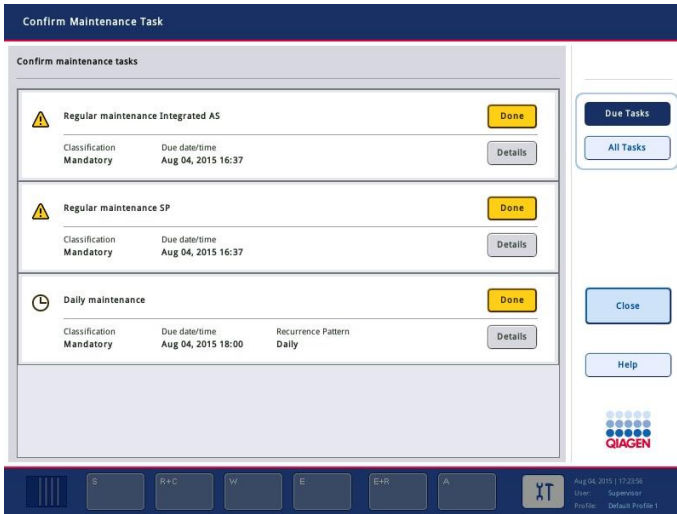 Confirm Maintenance Task
Confirm maintenance tasks
Regular maintenance Integrated AS
Done
Classification
Due date/time
Mandatory
Aug 04, 2015 16:37
Details
Regular maintenance SP
Done
Classification
Due date/time
Mandatory
Aug 04, 2015 16:37
Details
Daily maintenance
Done
Classification
Due date/time
Recurrence Pattern
Mandatory
Aug 04, 2015 18:00
Daily
Details
Due Tasks
All Tasks
Close
Help
QIAGEN
S
R+C
W
E
E+R
A
Aug 04, 2015 | 17:23:56
User: Supervisor
Profile: Default Profile 1